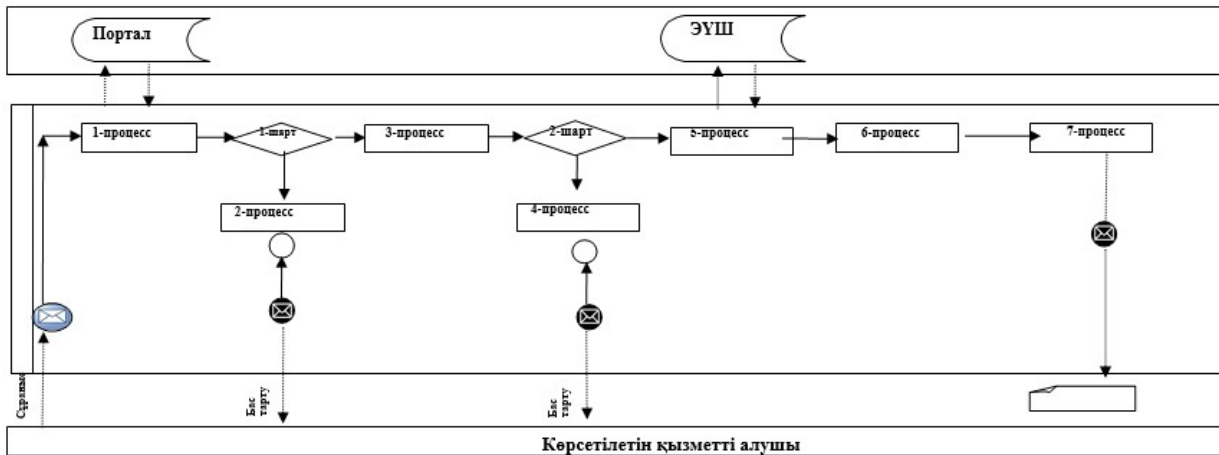 Портал
ЭҮШ
1-процесс
1-шарт
3-процесс
2-шарт
5-процесс
6-процесс
7-процесс
2-процесс
4-процесс
Сұраныс
Бас
тарту
Бас
тарту
Көрсетілетін қызметті алушы